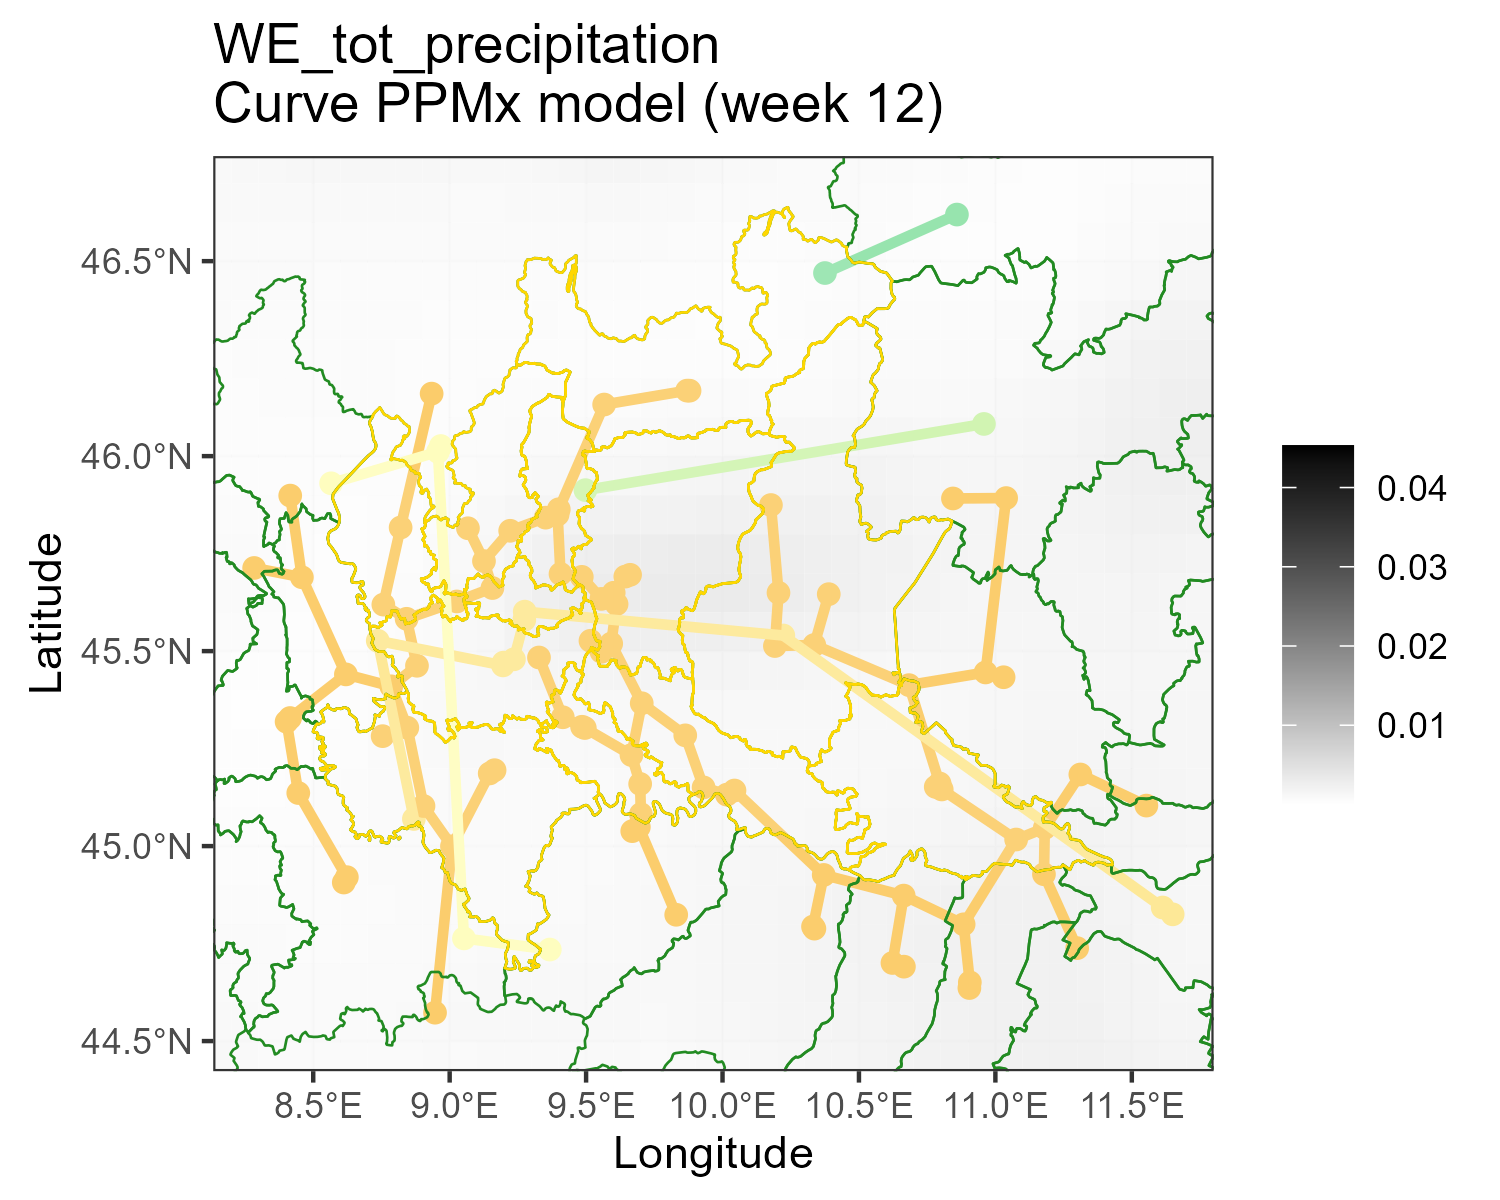 WE_tot_precipitation
Curve PPMx model (week 12)
46.5°N
46.0°N
45.5°N
45.0°N
44.5°N
Latitude
8.5°E 9.0°E 9.5°E 10.0°E 10.5°E 11.0°E 11.5°E
Longitude
0.04
0.03
0.02
0.01